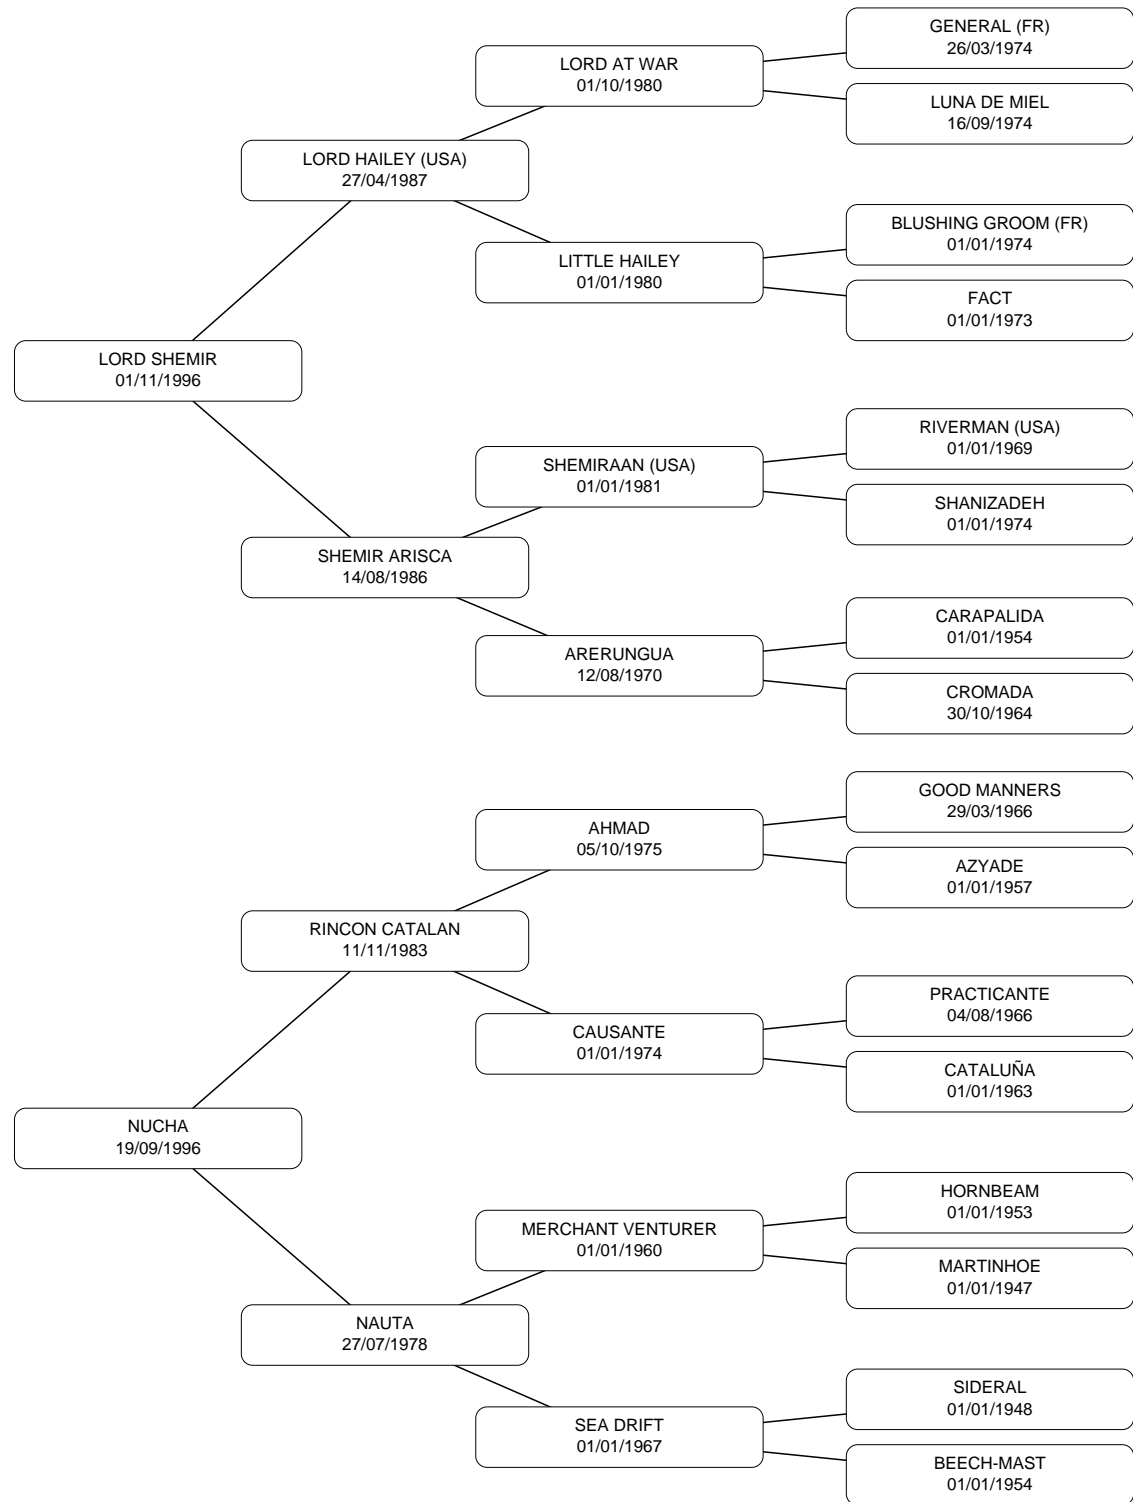 GENERAL (FR)
26/03/1974
LORD AT WAR
01/10/1980
LUNA DE MIEL
16/09/1974
LORD HAILEY (USA)
27/04/1987
BLUSHING GROOM (FR)
01/01/1974
LITTLE HAILEY
01/01/1980
FACT
01/01/1973
LORD SHEMIR
01/11/1996
RIVERMAN (USA)
01/01/1969
SHEMIRAAN (USA)
01/01/1981
SHANIZADEH
01/01/1974
SHEMIR ARISCA
14/08/1986
CARAPALIDA
01/01/1954
ARERUNGUA
12/08/1970
CROMADA
30/10/1964
GOOD MANNERS
29/03/1966
AHMAD
05/10/1975
AZYADE
01/01/1957
RINCON CATALAN
11/11/1983
PRACTICANTE
04/08/1966
CAUSANTE
01/01/1974
CATALUÑA
01/01/1963
NUCHA
19/09/1996
HORNBEAM
01/01/1953
MERCHANT VENTURER
01/01/1960
MARTINHOE
01/01/1947
NAUTA
27/07/1978
SIDERAL
01/01/1948
SEA DRIFT
01/01/1967
BEECH-MAST
01/01/1954